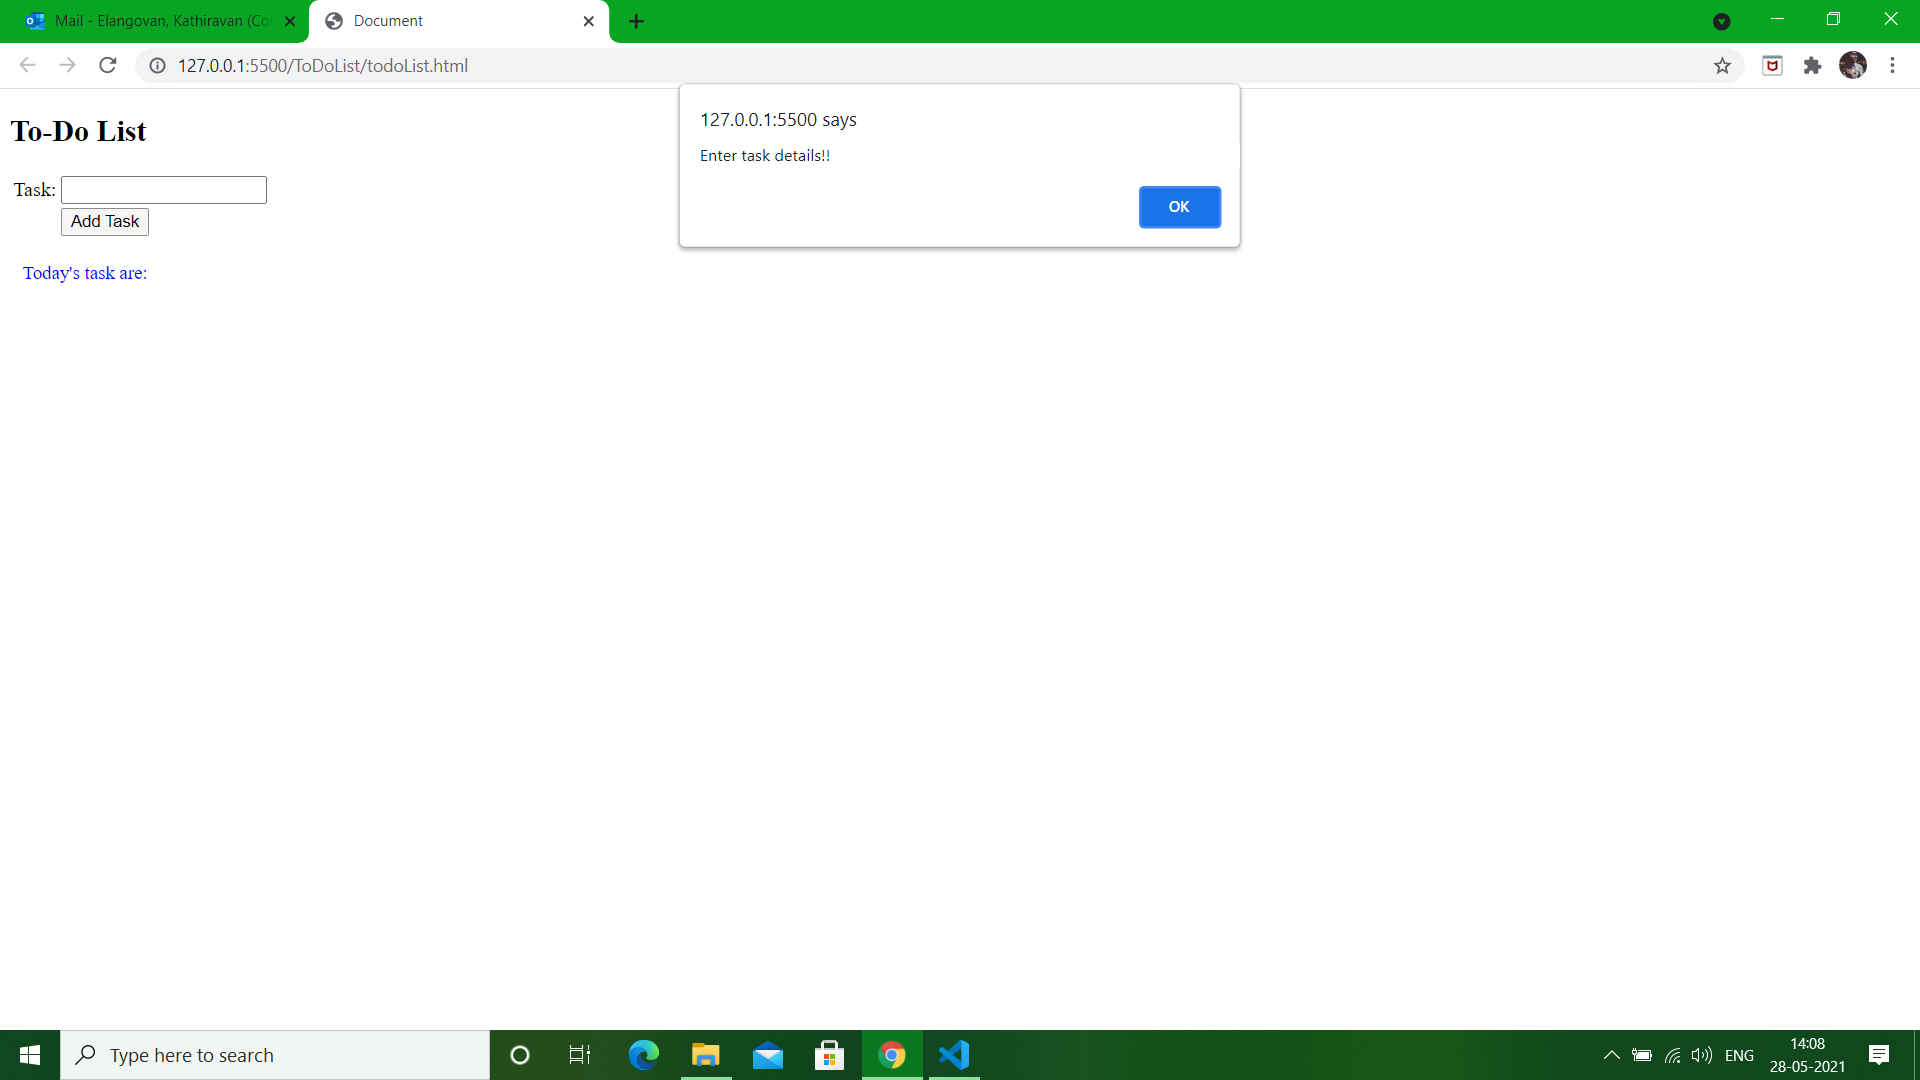 Mail - Elangovan, Kathiravan (Co
Document
127.0.0.1:5500/ToDoList/todoList.html
127.0.0.1:5500 says
Enter task details!!
OK
To-Do List
Task:
Add Task
Today's task are:
Type here to search
ENG
14:08
28-05-2021